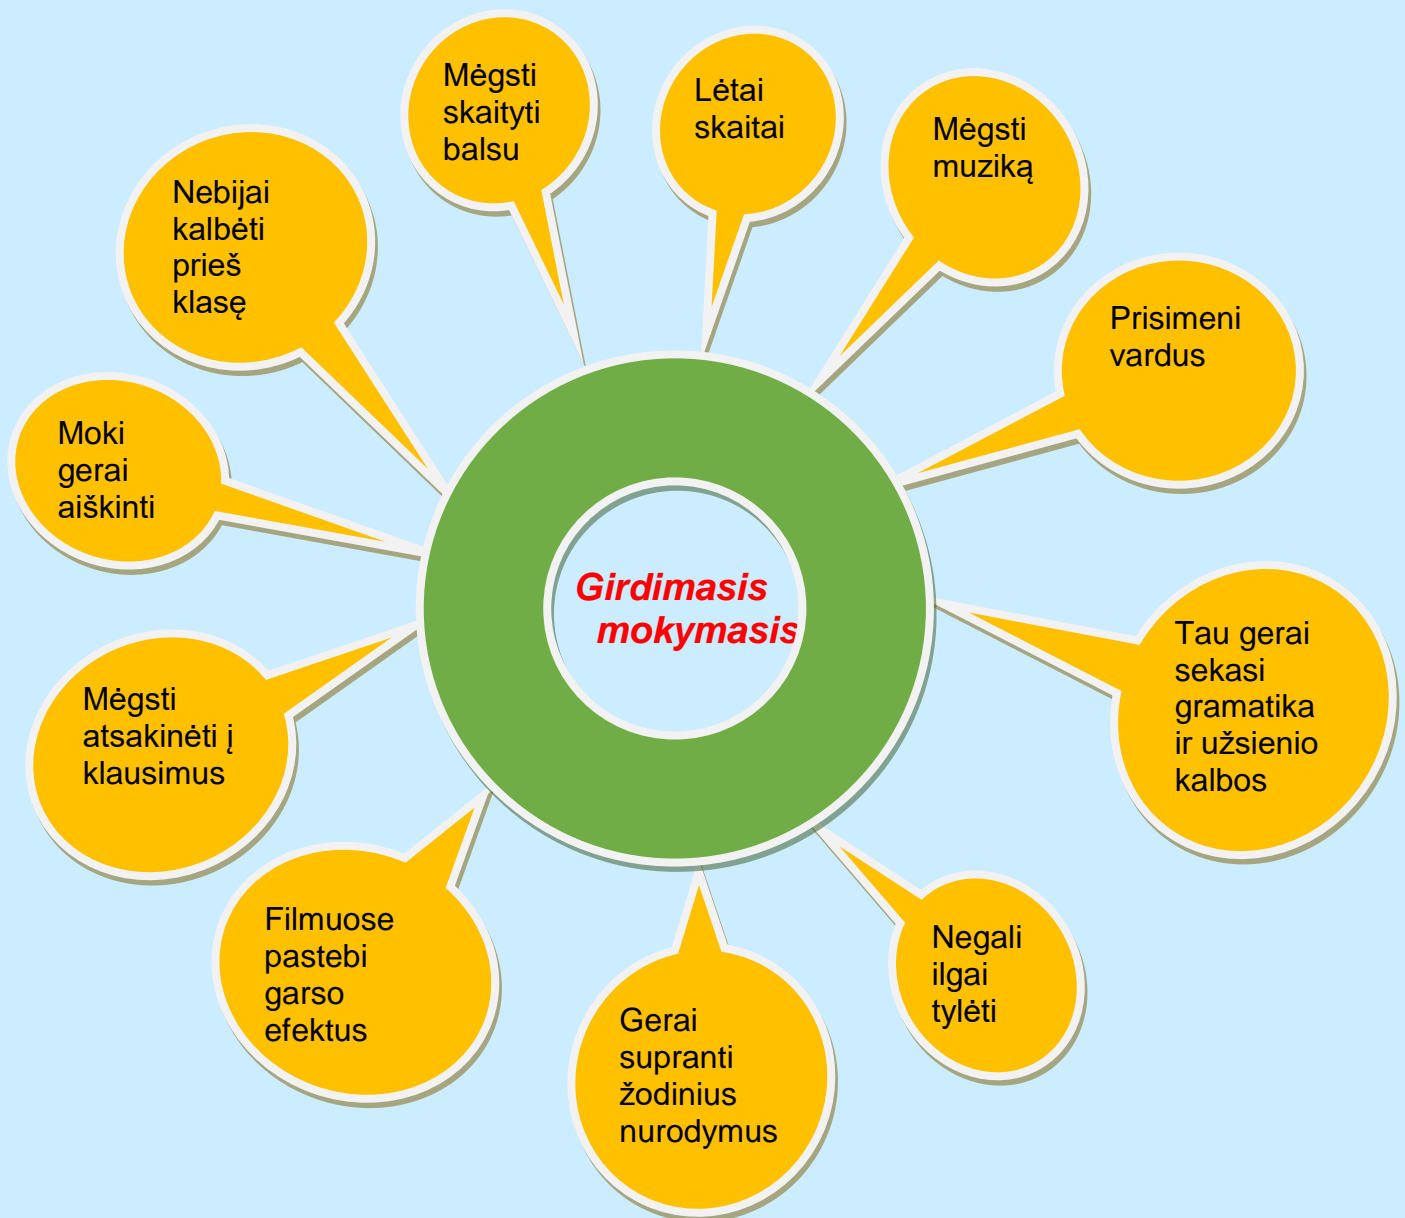 Mėgsti
skaityti
balsu
Lėtai
skaitai
Mėgsti
muziką
Nebijai
kalbėti
prieš
klasę
Prisimeni
vardus
Moki
gerai
aiškinti
Girdimasis
mokymasis
Tau gerai
sekasi
gramatika
ir užsienio
kalbos
Mėgsti
atsakinėti į
klausimus
Filmuose
pastebi
garso
efektus
Negali
ilgai
tylėti
Gerai
supranti
žodinius
nurodymus